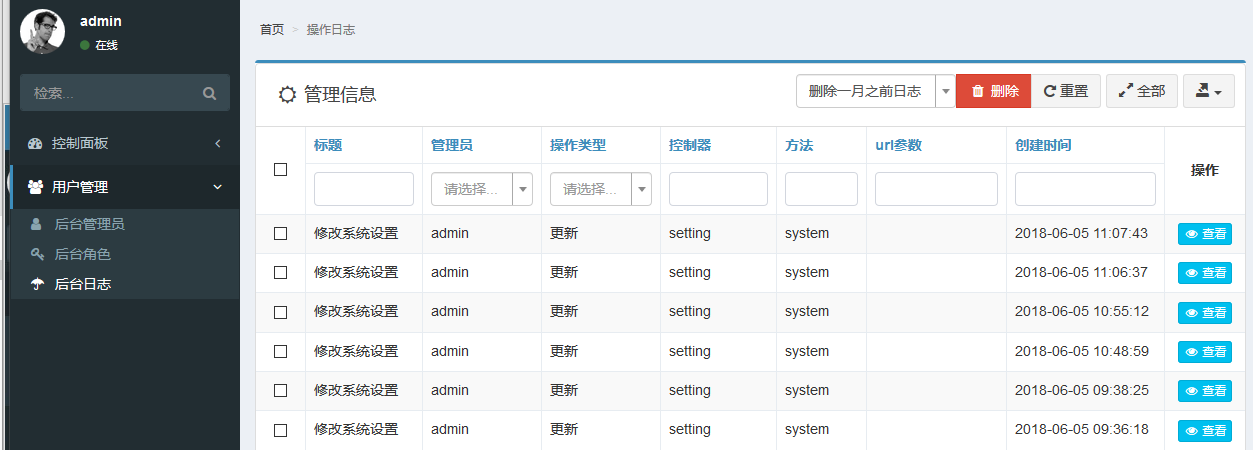 admin
在线
检索...
控制面板
用户管理
后台管理员
后台角色
后台日志
首页 > 操作日志
管理信息
删除一月之前日志 删除 重置 全部
标题 管理员 操作类型 控制器 方法 url参数 创建时间 操作
请选择... 请选择...
修改系统设置 admin 更新 setting system 2018-06-05 11:07:43 查看
修改系统设置 admin 更新 setting system 2018-06-05 11:06:37 查看
修改系统设置 admin 更新 setting system 2018-06-05 10:55:12 查看
修改系统设置 admin 更新 setting system 2018-06-05 10:48:59 查看
修改系统设置 admin 更新 setting system 2018-06-05 09:38:25 查看
修改系统设置 admin 更新 setting system 2018-06-05 09:36:18 查看